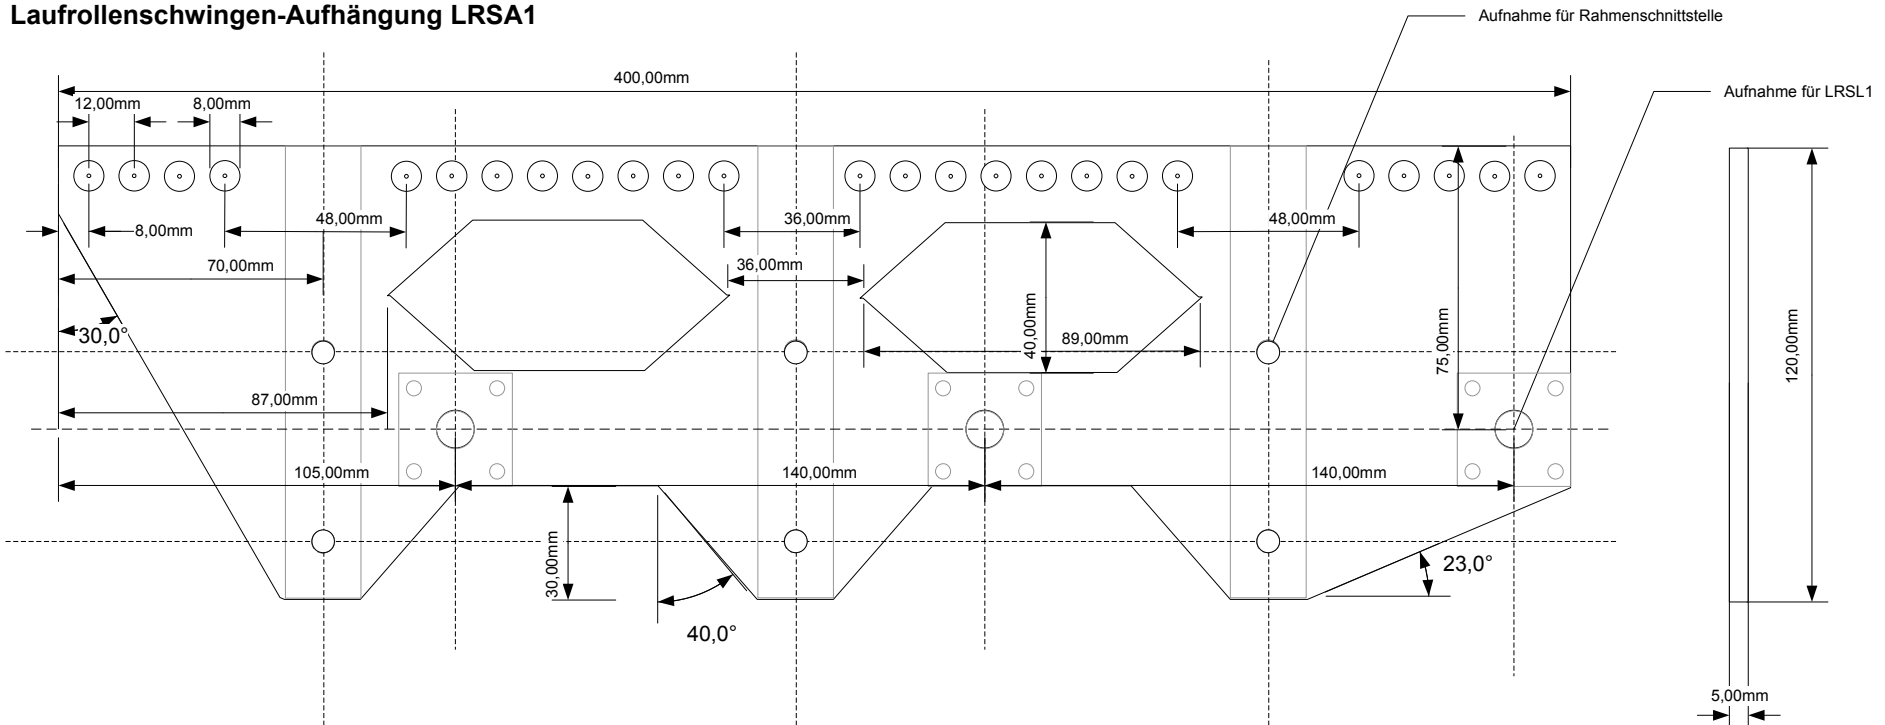 Laufrollenschwingen-Aufhängung LRSA1
Aufnahme für Rahmenschnittstelle
400,00mm
Aufnahme für LRSL1
12,00mm
8,00mm
48,00mm
36,00mm
48,00mm
8,00mm
70,00mm
36,00mm
30,0°
40,00mm
89,00mm
75,00mm
120,00mm
87,00mm
105,00mm
140,00mm
140,00mm
30,00mm
23,0°
40,0°
5,00mm